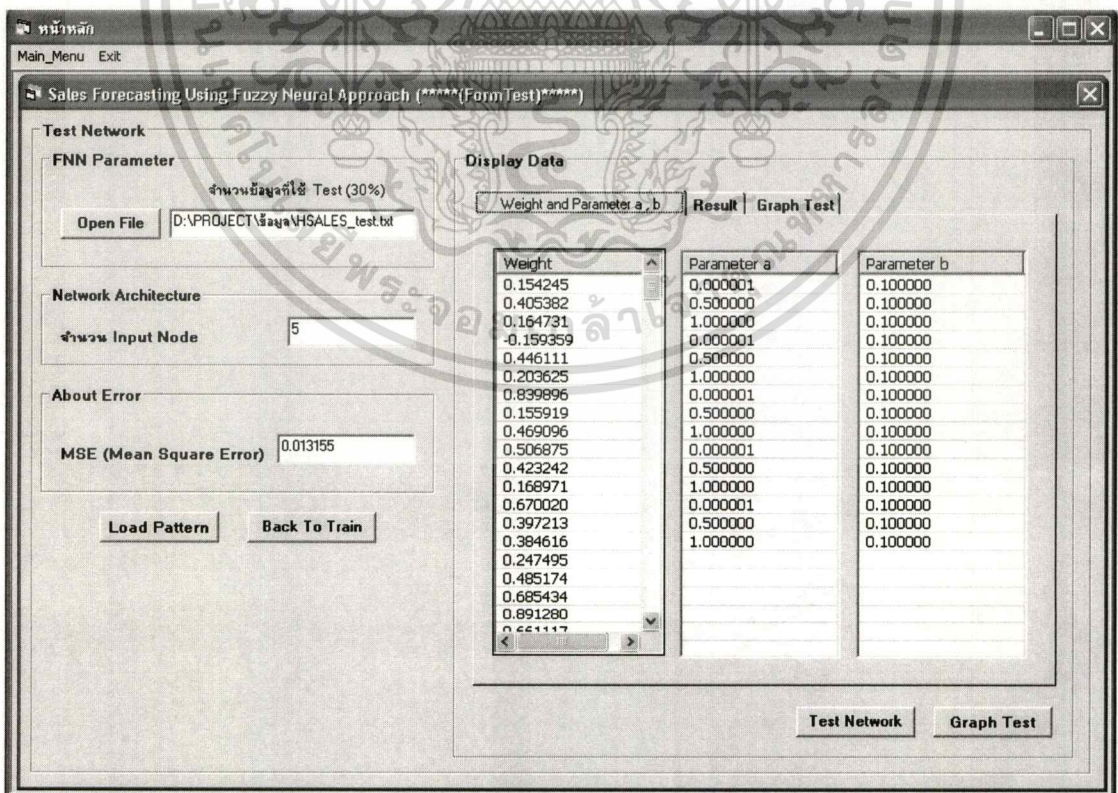 หน้าหลัก
Main_Menu Exit
Sales Forecasting Using Fuzzy Neural Approach (*****(FormTest)*****)
Test Network
FNN Parameter
จำนวนข้อมูลที่ใช้ Test (30%)
Open File D:\PROJECT\ข้อมูล\HSALES_test.txt
Network Architecture
จำนวน Input Node 5
About Error
MSE (Mean Square Error) 0.013155
Load Pattern Back To Train
Display Data
Weight and Parameter a , b Result Graph Test
Weight Parameter a Parameter b
0.154245 0.000001 0.100000
0.405382 0.500000 0.100000
0.164731 1.000000 0.100000
-0.159359 0.000001 0.100000
0.446111 0.500000 0.100000
0.203625 1.000000 0.100000
0.839896 0.000001 0.100000
0.155919 0.500000 0.100000
0.469096 1.000000 0.100000
0.506875 0.000001 0.100000
0.423242 0.500000 0.100000
0.168971 1.000000 0.100000
0.670020 0.000001 0.100000
0.397213 0.500000 0.100000
0.384616 1.000000 0.100000
0.247495
0.485174
0.685434
0.891280
0.661117
Test Network Graph Test